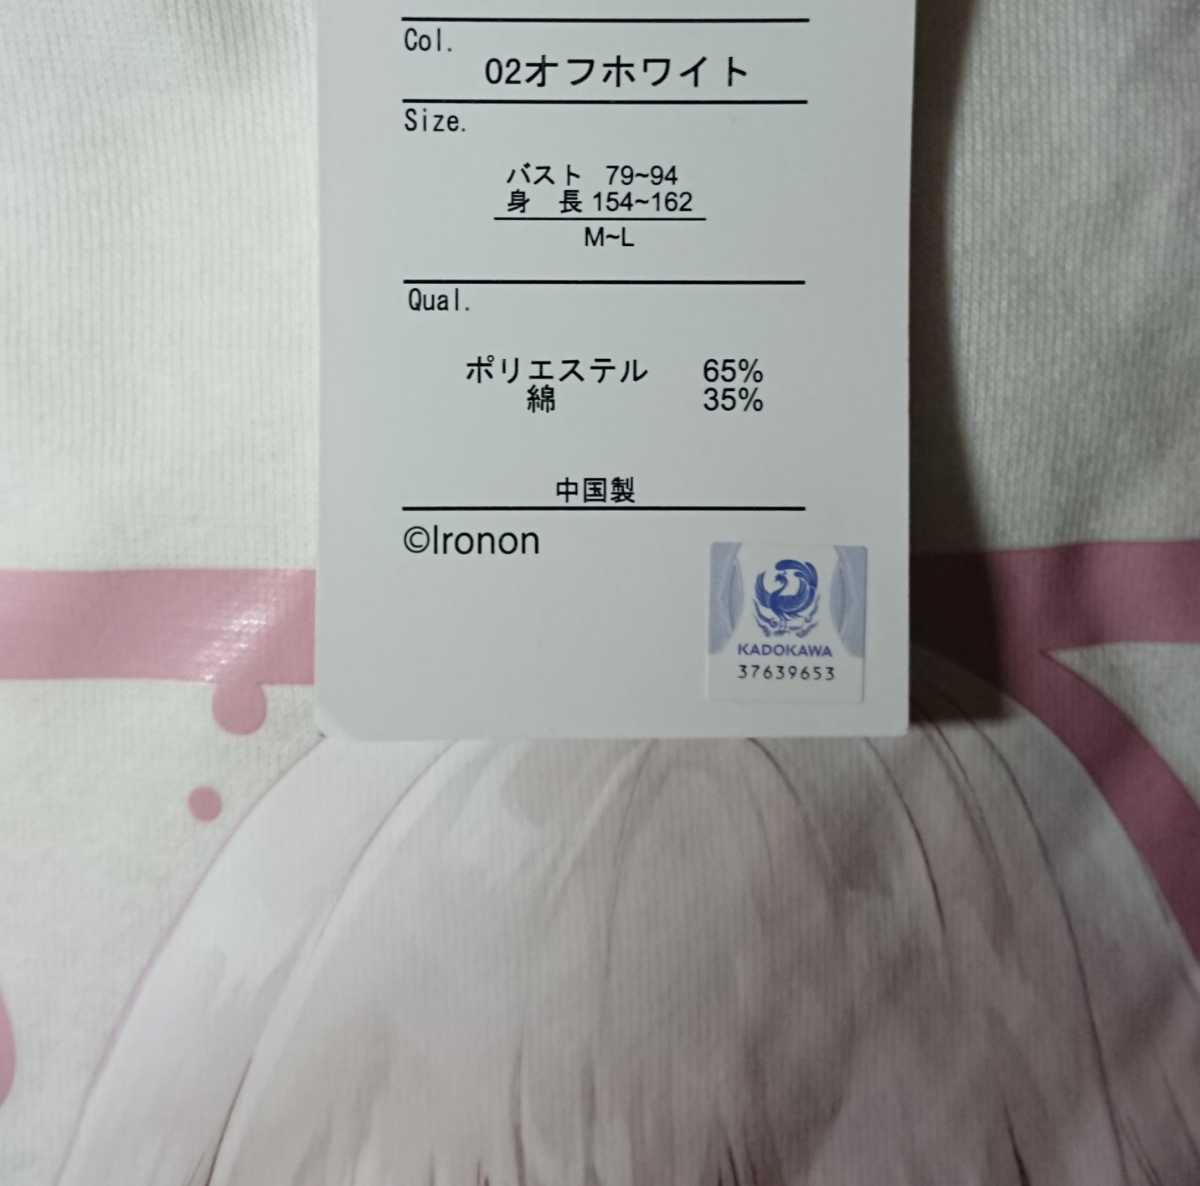 Col.
02オフホワイト
Size.
バスト 79~94
身 長 154~162
M~L
Qual.
ポリエステル 65%
綿 35%
中国製
©Ironon
KADOKAWA
37639653